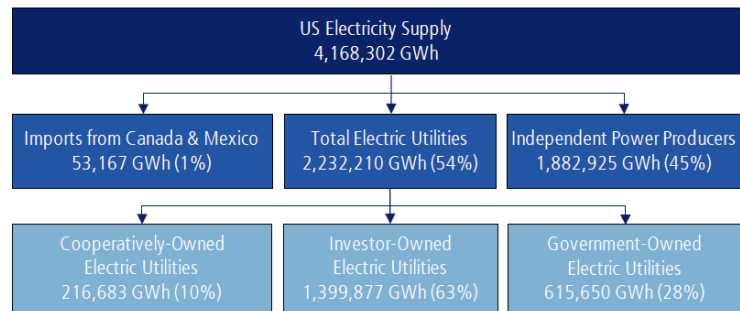 US Electricity Supply
4,168,302 GWh
Imports from Canada & Mexico
53,167 GWh (1%)
Total Electric Utilities
2,232,210 GWh (54%)
Independent Power Producers
1,882,925 GWh (45%)
Cooperatively-Owned
Electric Utilities
216,683 GWh (10%)
Investor-Owned
Electric Utilities
1,399,877 GWh (63%)
Government-Owned
Electric Utilities
615,650 GWh (28%)